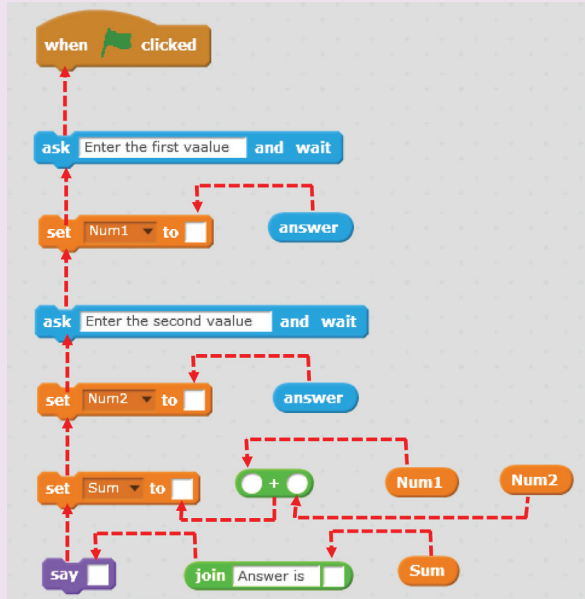 when clicked
ask Enter the first vaalue and wait
set Num1 to
answer
ask Enter the second vaalue and wait
set Num2 to
answer
set Sum to
+
Num1
Num2
say
join Answer is
Sum